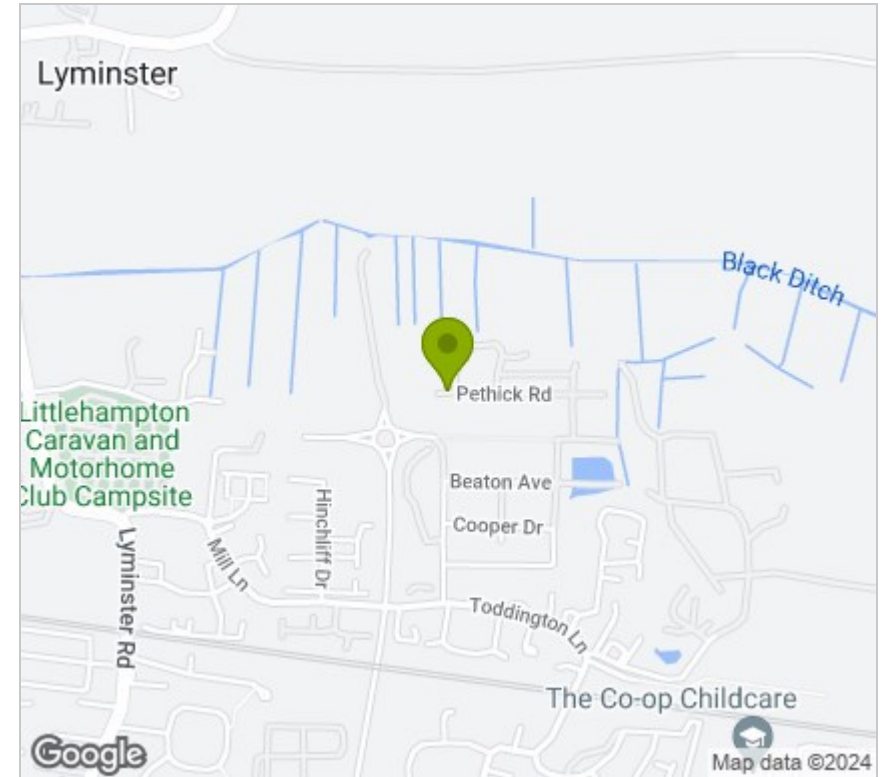 Lyminster
Black Ditch
Pethick Rd
Littlehampton
Caravan and
Motorhome
Club Campsite
Beaton Ave
Hinchliff Dr
Cooper Dr
Mill Ln
Lyminster Rd
Toddington Ln
The Co-op Childcare
Google
Map data ©2024